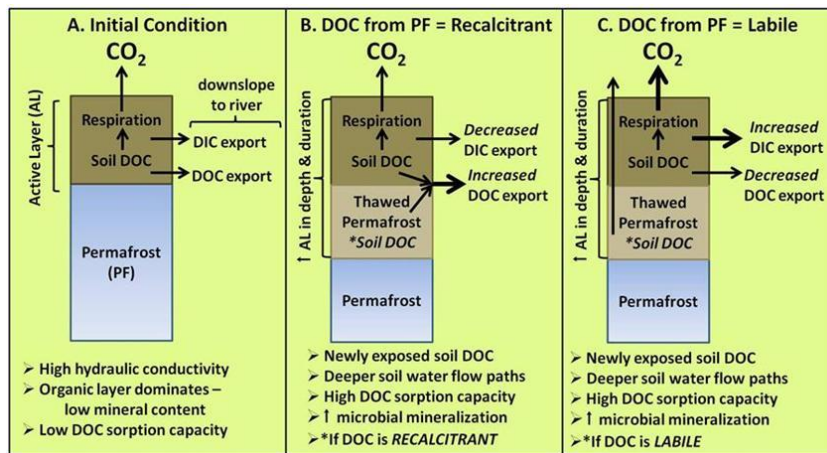 A. Initial Condition
CO2
downslope
to river
Active Layer (AL)
Respiration
Soil DOC
DIC export
DOC export
Permafrost
(PF)
➢ High hydraulic conductivity
➢ Organic layer dominates –
low mineral content
➢ Low DOC sorption capacity
B. DOC from PF = Recalcitrant
CO2
↑ AL in depth & duration
Respiration
Soil DOC
Decreased
DIC export
Increased
DOC export
Thawed
Permafrost
*Soil DOC
Permafrost
➢ Newly exposed soil DOC
➢ Deeper soil water flow paths
➢ High DOC sorption capacity
➢ ↑ microbial mineralization
➢ *If DOC is RECALCITRANT
C. DOC from PF = Labile
CO2
↑ AL in depth & duration
Respiration
Soil DOC
Increased
DIC export
Decreased
DOC export
Thawed
Permafrost
*Soil DOC
Permafrost
➢ Newly exposed soil DOC
➢ Deeper soil water flow paths
➢ High DOC sorption capacity
➢ ↑ microbial mineralization
➢ *If DOC is LABILE